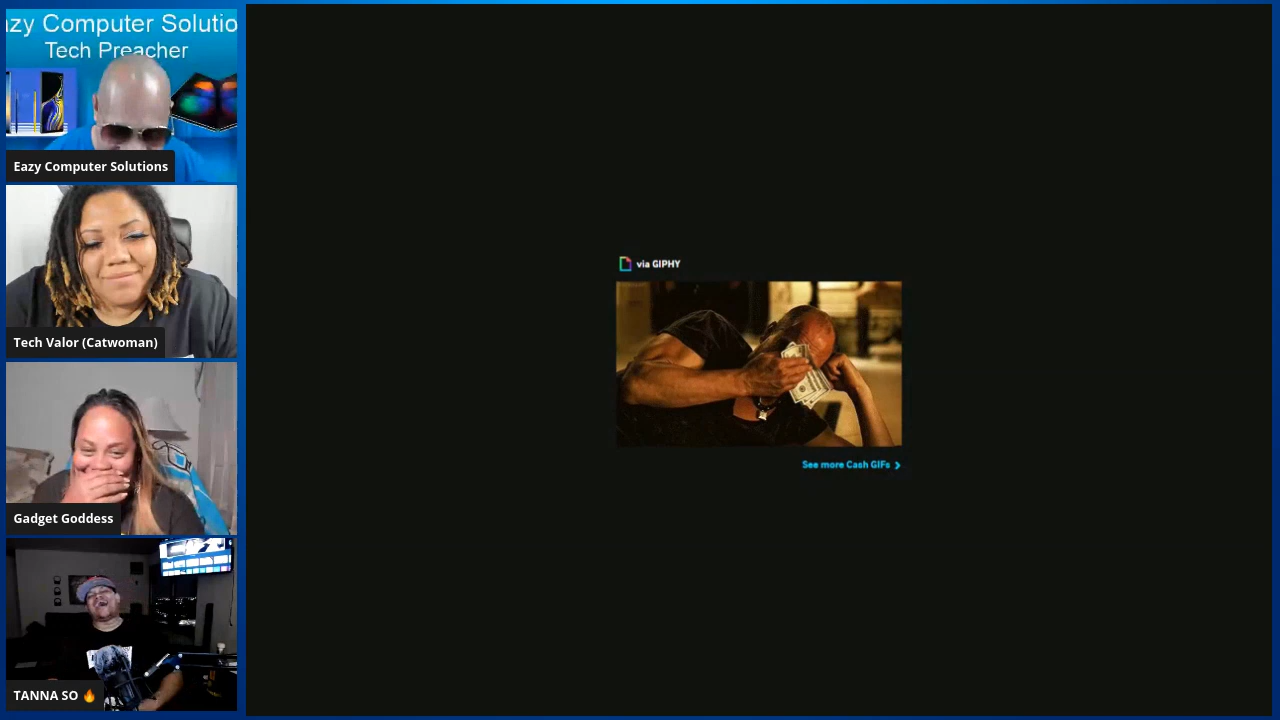 azy Computer Solutio
Tech Preacher
Eazy Computer Solutions
Tech Valor (Catwoman)
Gadget Goddess
TANNA SO 🔥
via GIPHY
See more Cash GIFs